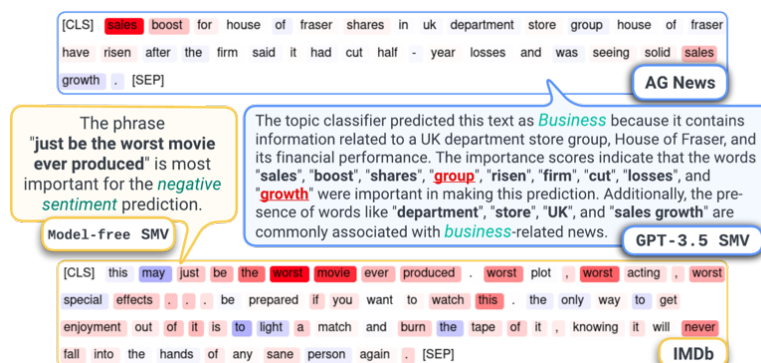 [CLS] sales boost for house of fraser shares in uk department store group house of fraser
have risen after the firm said it had cut half - year losses and was seeing solid sales
growth . [SEP]
AG News
The phrase
"just be the worst movie
ever produced" is most
important for the negative
sentiment prediction.
Model-free SMV
The topic classifier predicted this text as Business because it contains
information related to a UK department store group, House of Fraser, and
its financial performance. The importance scores indicate that the words
"sales", "boost", "shares", "group", "risen", "firm", "cut", "losses", and
"growth" were important in making this prediction. Additionally, the pre-
sence of words like "department", "store", "UK", and "sales growth" are
commonly associated with business-related news.
GPT-3.5 SMV
[CLS] this may just be the worst movie ever produced . worst plot , worst acting , worst
special effects . . . be prepared if you want to watch this . the only way to get
enjoyment out of it is to light a match and burn the tape of it , knowing it will never
fall into the hands of any sane person again . [SEP]
IMDb